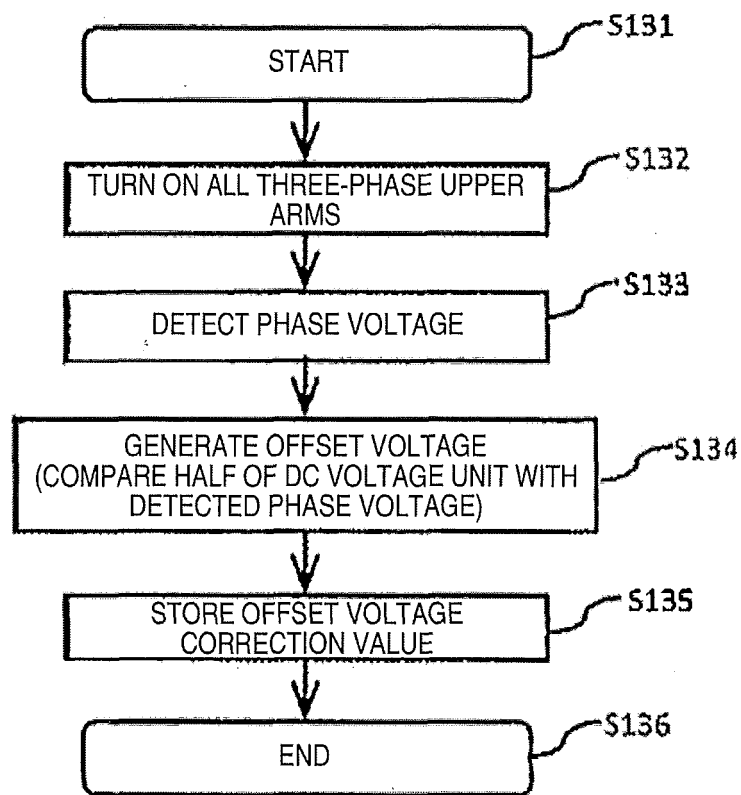 START
S131
TURN ON ALL THREE-PHASE UPPER
ARMS
S132
DETECT PHASE VOLTAGE
S133
GENERATE OFFSET VOLTAGE
(COMPARE HALF OF DC VOLTAGE UNIT WITH
DETECTED PHASE VOLTAGE)
S134
STORE OFFSET VOLTAGE
CORRECTION VALUE
S135
END
S136